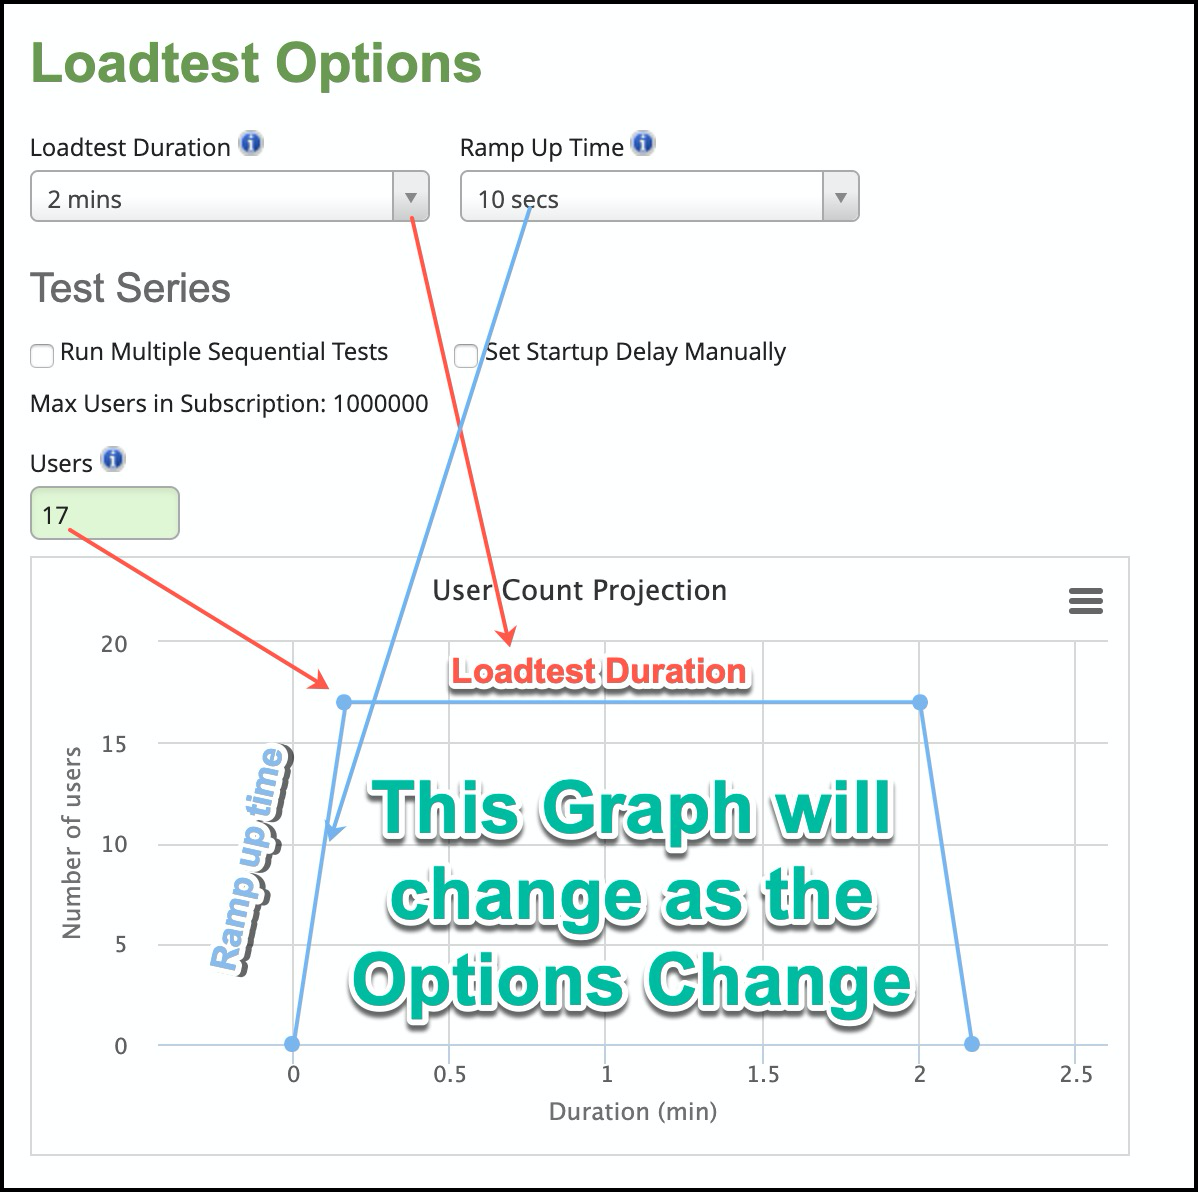 Loadtest Options
Loadtest Duration
Ramp Up Time
2 mins
10 secs
Test Series
Run Multiple Sequential Tests
Set Startup Delay Manually
Max Users in Subscription: 1000000
Users
17
User Count Projection
20
15
10
5
0
Number of users
Loadtest Duration
Ramp up time
This Graph will
change as the
Options Change
0
0.5
1
1.5
2
2.5
Duration (min)